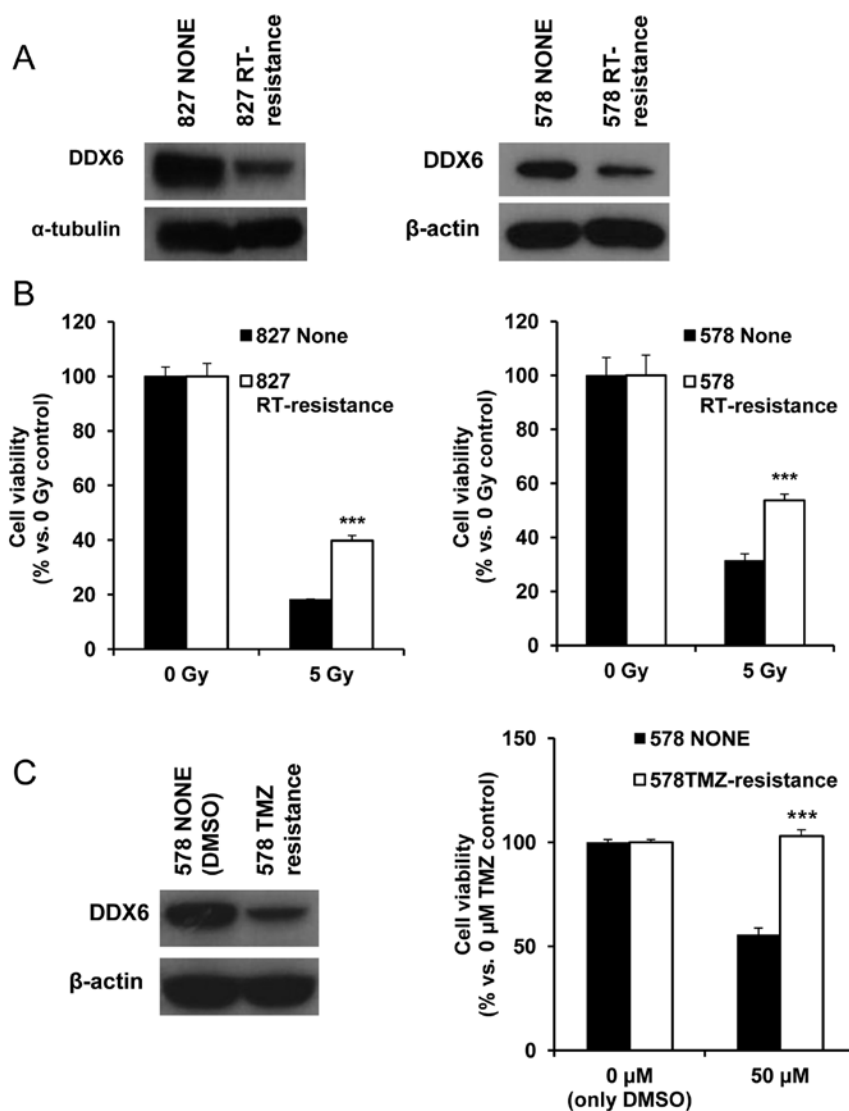 A
827 NONE
827 RT-
resistance
DDX6
α-tubulin
578 NONE
578 RT-
resistance
DDX6
β-actin
B
Cell viability
(% vs. 0 Gy control)
120
100
80
60
40
20
0
827 None
827
RT-resistance
***
0 Gy
5 Gy
Cell viability
(% vs. 0 Gy control)
120
100
80
60
40
20
0
578 None
578
RT-resistance
***
0 Gy
5 Gy
C
578 NONE
(DMSO)
578 TMZ
resistance
DDX6
β-actin
Cell viability
(% vs. 0 µM TMZ control)
150
100
50
0
578 NONE
578TMZ-resistance
***
0 µM
(only DMSO)
50 µM